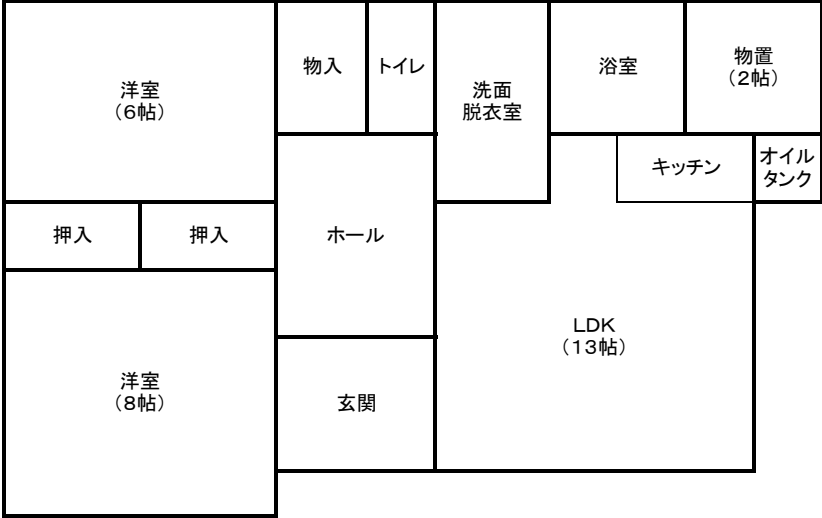 洋室
（6帖）
物入
トイレ
洗面
脱衣室
浴室
物置
（2帖）
キッチン
オイル
タンク
押入
押入
ホール
LDK
（13帖）
洋室
（8帖）
玄関